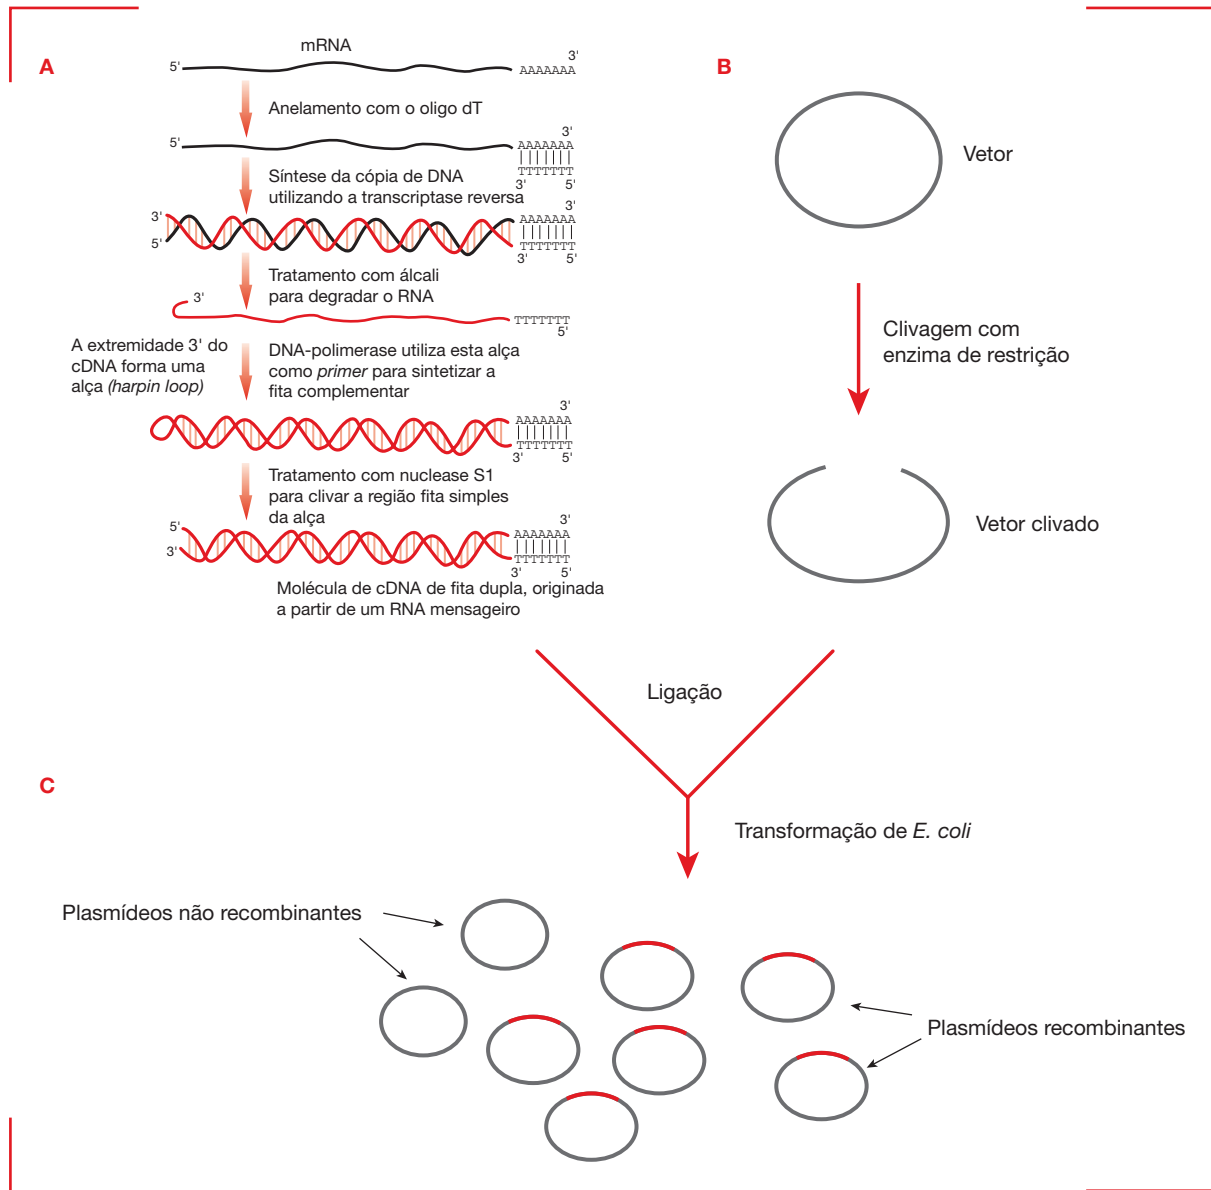 A
mRNA
5'
3'
AAAAAAA
Anelamento com o oligo dT
5'
3'
AAAAAAA
TTTTTTT
3' 5'
Síntese da cópia de DNA
utilizando a transcriptase reversa
3'
5'
3'
AAAAAAA
TTTTTTT
3' 5'
Tratamento com álcali
para degradar o RNA
3'
TTTTTTT
5'
A extremidade 3' do
cDNA forma uma
alça (harpin loop)
DNA-polimerase utiliza esta alça
como primer para sintetizar a
fita complementar
3'
AAAAAAA
TTTTTTT
3' 5'
Tratamento com nuclease S1
para clivar a região fita simples
da alça
5'
3'
3'
AAAAAAA
TTTTTTT
3' 5'
Molécula de cDNA de fita dupla, originada
a partir de um RNA mensageiro
B
Vetor
Clivagem com
enzima de restrição
Vetor clivado
Ligação
C
Transformação de E. coli
Plasmídeos não recombinantes
Plasmídeos recombinantes